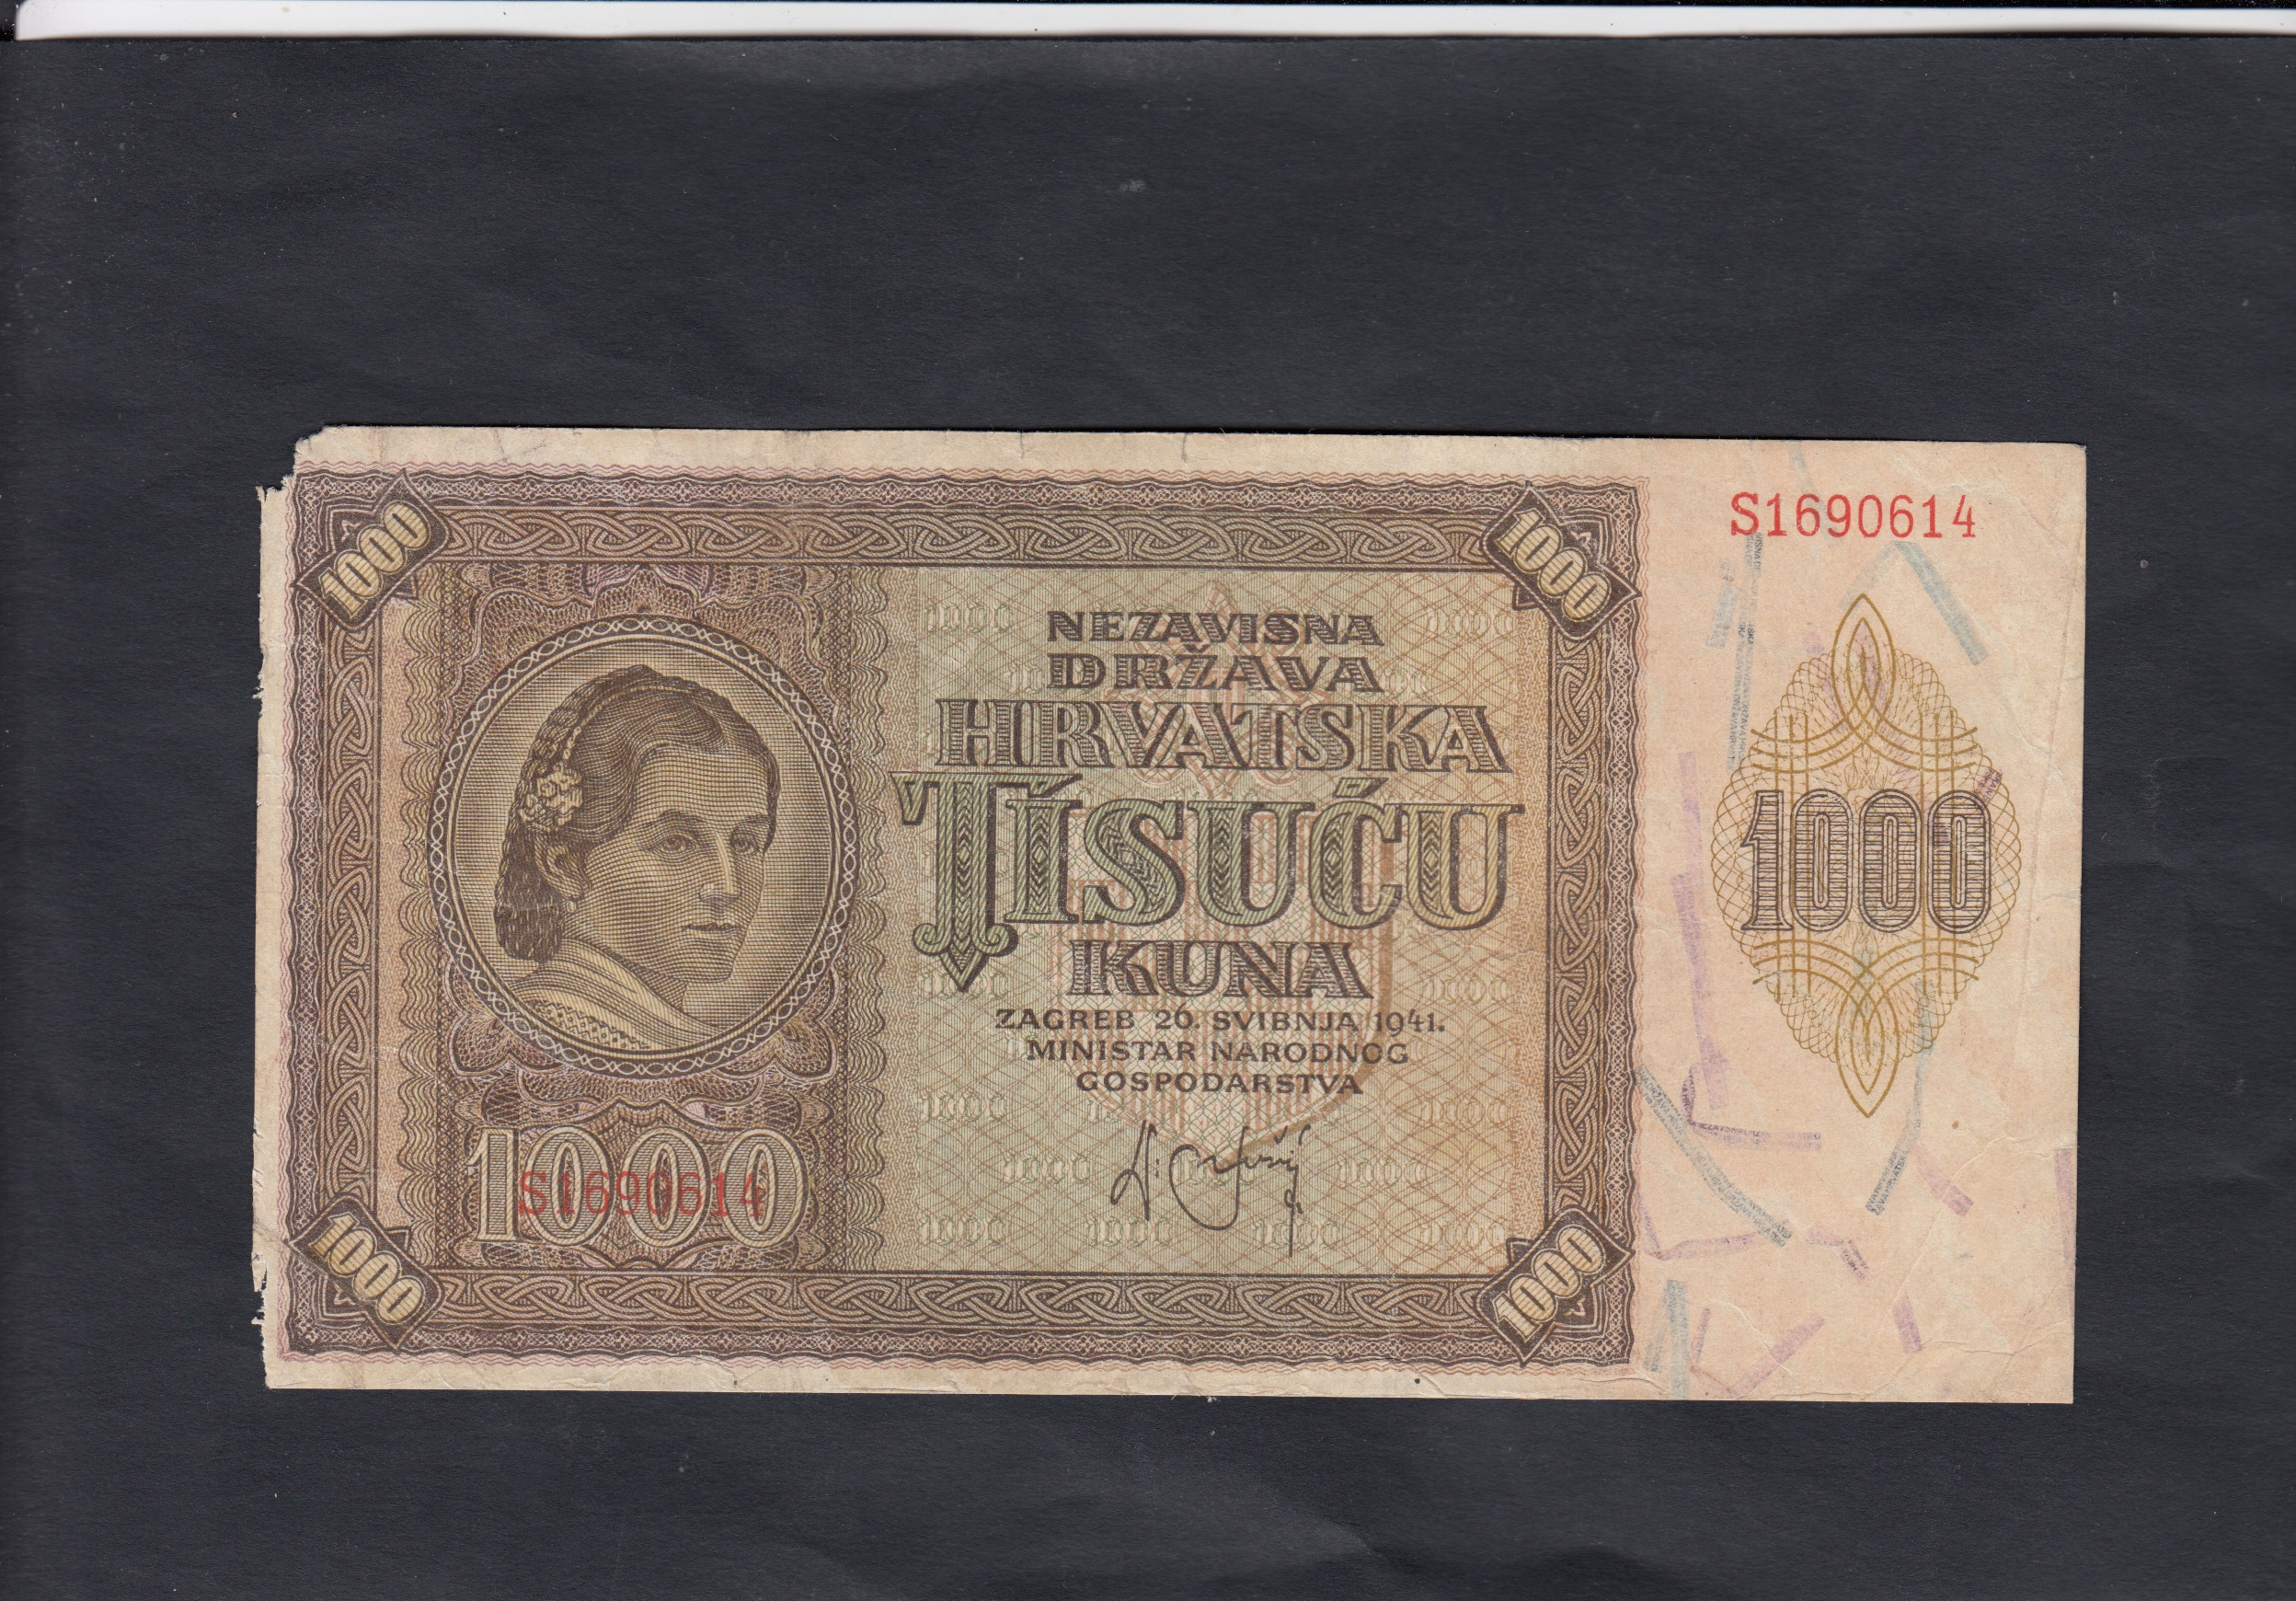 1000
1000
S1690614
NEZAVISNA
DRŽAVA
HRVATSKA
TISUĆU
KUNA
ZAGREB 26. SVIBNJA 1941.
MINISTAR NARODNOG
GOSPODARSTVA
1000
1000
S1690614
1000
1000